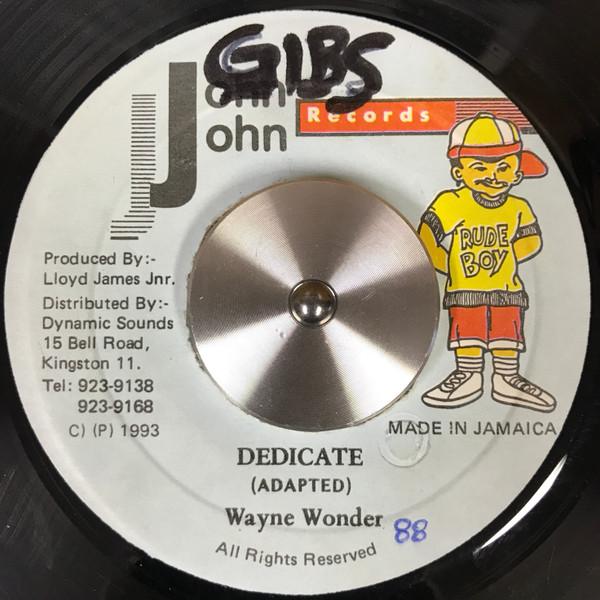 GIBS
John
John
Records
RUDE
BOY
Produced By:-
Lloyd James Jnr.
Distributed By:-
Dynamic Sounds
15 Bell Road,
Kingston 11.
Tel: 923-9138
923-9168
C) (P) 1993
MADE IN JAMAICA
DEDICATE
(ADAPTED)
Wayne Wonder
88
All Rights Reserved